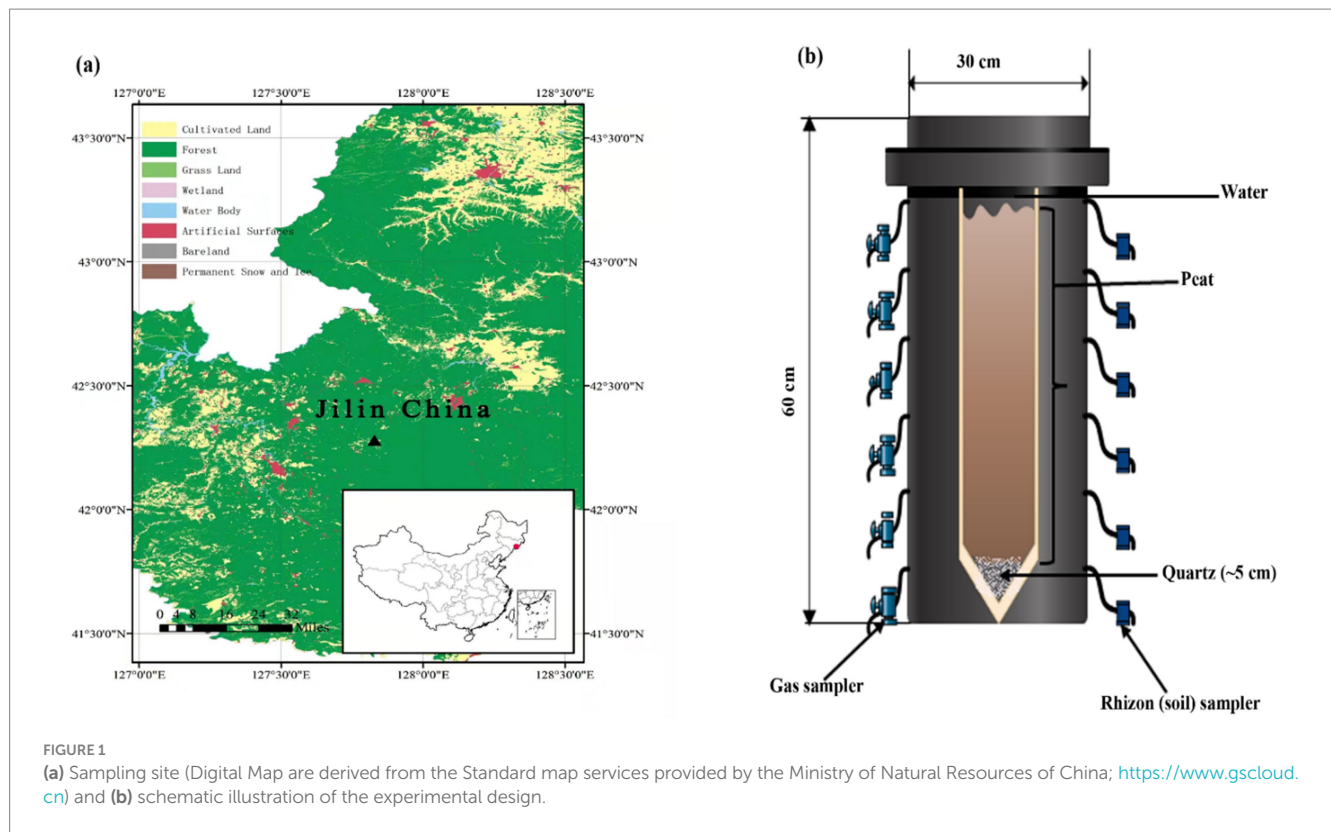 (a)
127°0'0"E 127°30'0"E 128°0'0"E 128°30'0"E
43°30'0"N
43°0'0"N
42°30'0"N
42°0'0"N
41°30'0"N
Cultivated Land
Forest
Grass Land
Wetland
Water Body
Artificial Surfaces
Bareland
Permanent Snow and Ice
Jilin China
0 4 8 16 24 32
Miles
127°0'0"E 127°30'0"E 128°0'0"E 128°30'0"E
43°30'0"N
43°0'0"N
42°30'0"N
42°0'0"N
41°30'0"N
(b)
30 cm
60 cm
Water
Peat
Quartz (~5 cm)
Gas sampler
Rhizon (soil) sampler
FIGURE 1
(a) Sampling site (Digital Map are derived from the Standard map services provided by the Ministry of Natural Resources of China; https://www.gscloud.
cn) and (b) schematic illustration of the experimental design.